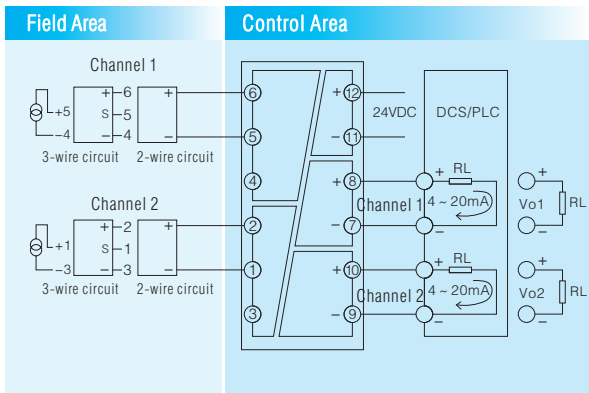 Field Area
Control Area
Channel 1
+5
−4
+ −6
S −5
− −4
+
−
3-wire circuit
2-wire circuit
Channel 2
+1
−3
+ −2
S −1
− −3
+
−
3-wire circuit
2-wire circuit
6
5
4
2
1
3
+12
−11
24VDC
+8
−7
Channel 1
+10
−9
Channel 2
DCS/PLC
+ RL
4 ~ 20mA
−
+ RL
4 ~ 20mA
−
+
Vo1
RL
−
+
Vo2
RL
−